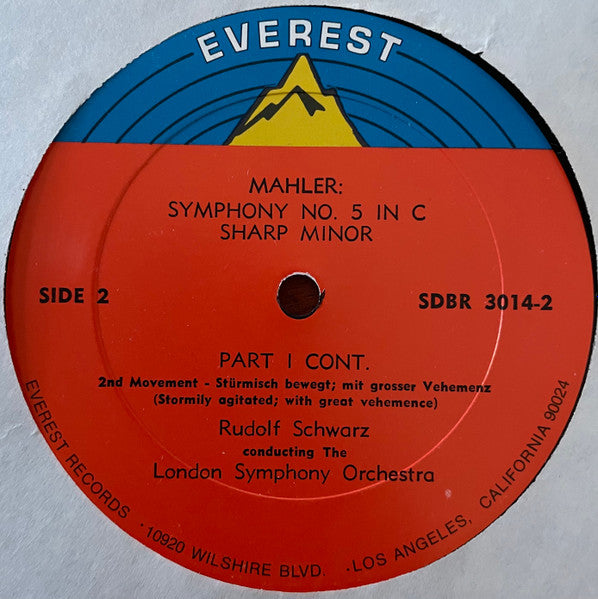 EVEREST
MAHLER:
SYMPHONY NO. 5 IN C
SHARP MINOR
SIDE 2
SDBR 3014-2
PART I CONT.
2nd Movement - Stürmisch bewegt; mit grosser Vehemenz
(Stormily agitated; with great vehemence)
Rudolf Schwarz
conducting The
London Symphony Orchestra
EVEREST RECORDS · 10920 WILSHIRE BLVD. · LOS ANGELES, CALIFORNIA 90024